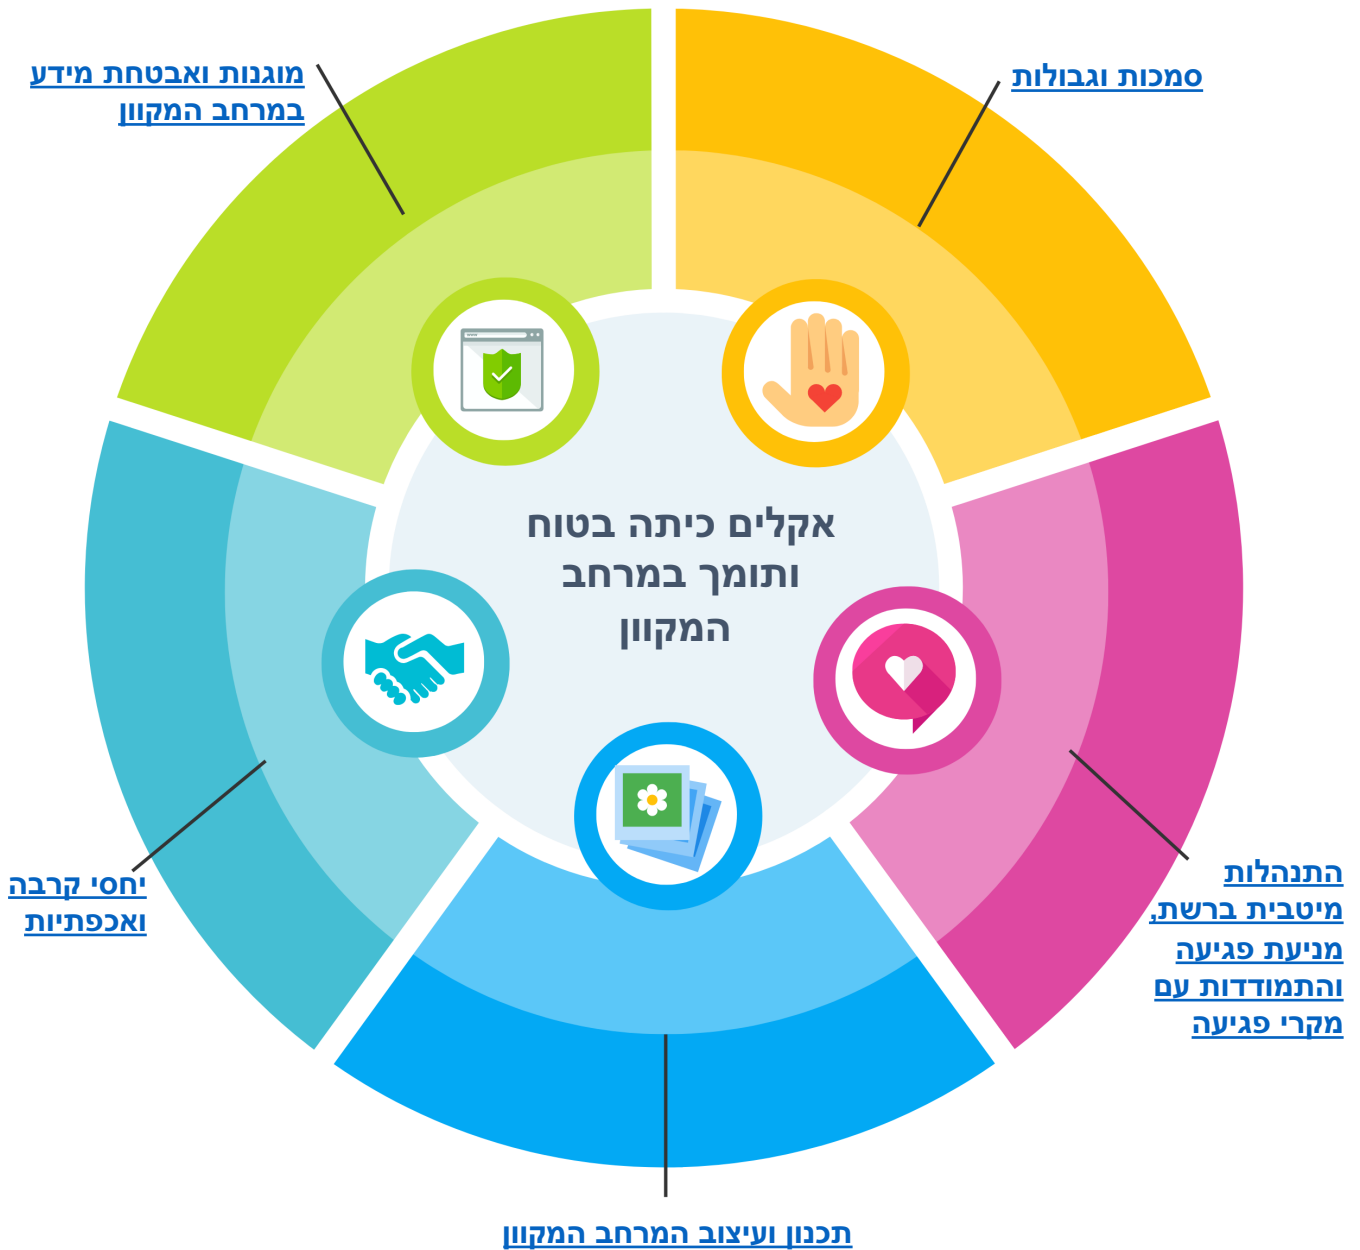 סמכות וגבולות
מוגנות ואבטחת מידע
במרחב המקוון
אקלים כיתה בטוח
ותומך במרחב
המקוון
התנהלות
מיטבית ברשת,
מניעת פגיעה
והתמודדות עם
מקרי פגיעה
יחסי קרבה
ואכפתיות
תכנון ועיצוב המרחב המקוון